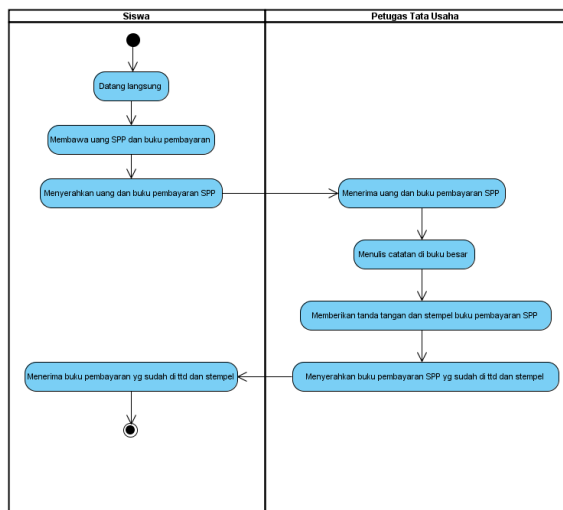 Siswa
Petugas Tata Usaha
Datang langsung
Membawa uang SPP dan buku pembayaran
Menyerahkan uang dan buku pembayaran SPP
Menerima uang dan buku pembayaran SPP
Menulis catatan di buku besar
Memberikan tanda tangan dan stempel buku pembayaran SPP
Menyerahkan buku pembayaran SPP yg sudah di ttd dan stempel
Menerima buku pembayaran yg sudah di ttd dan stempel